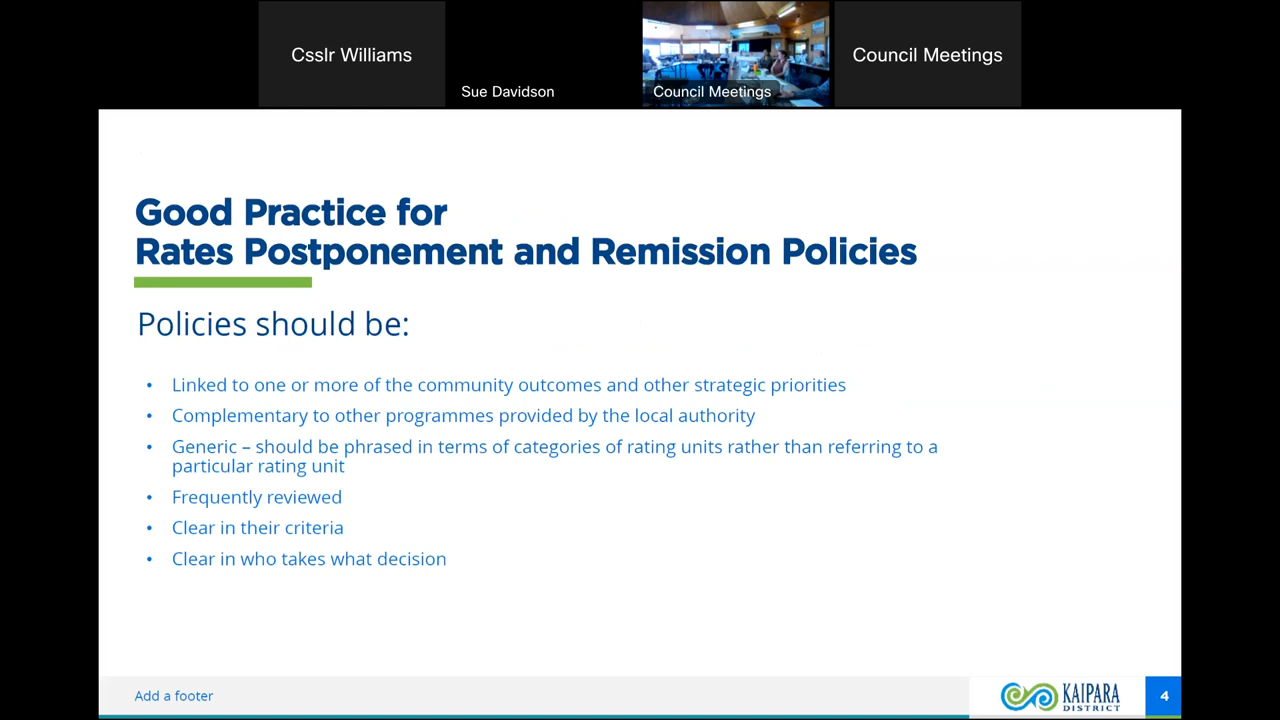 Csslr Williams
Sue Davidson
Council Meetings
Council Meetings
Good Practice for
Rates Postponement and Remission Policies
Policies should be:
• Linked to one or more of the community outcomes and other strategic priorities
• Complementary to other programmes provided by the local authority
• Generic – should be phrased in terms of categories of rating units rather than referring to a
particular rating unit
• Frequently reviewed
• Clear in their criteria
• Clear in who takes what decision
Add a footer
KAIPARA
DISTRICT
4